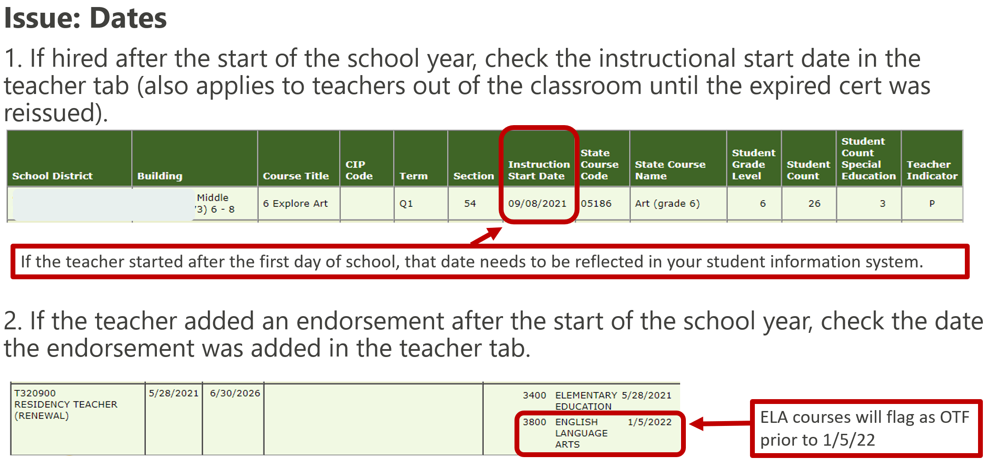 Issue: Dates
1. If hired after the start of the school year, check the instructional start date in the
teacher tab (also applies to teachers out of the classroom until the expired cert was
reissued).
School District Building Course Title CIP Code Term Section Instruction Start Date State Course Code State Course Name Student Grade Level Student Count Student Count Special Education Teacher Indicator
Middle
3) 6 - 8 6 Explore Art Q1 54 09/08/2021 05186 Art (grade 6) 6 26 3 P
If the teacher started after the first day of school, that date needs to be reflected in your student information system.
2. If the teacher added an endorsement after the start of the school year, check the date
the endorsement was added in the teacher tab.
T320900 5/28/2021 6/30/2026 3400 ELEMENTARY 5/28/2021
RESIDENCY TEACHER EDUCATION
(RENEWAL)
3800 ENGLISH 1/5/2022
LANGUAGE
ARTS
ELA courses will flag as OTF
prior to 1/5/22